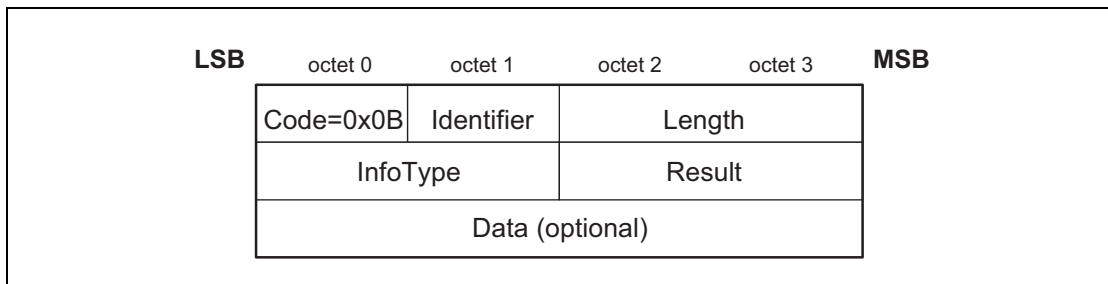 LSB octet 0 octet 1 octet 2 octet 3 MSB
Code=0x0B Identifier Length
InfoType Result
Data (optional)